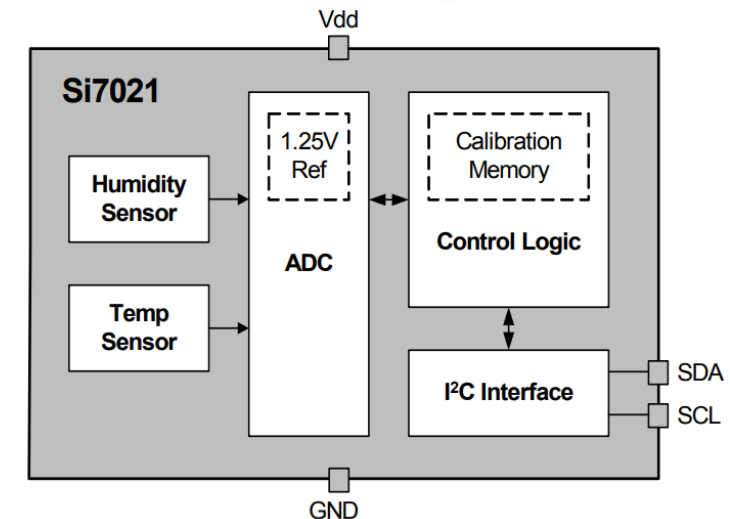 Vdd
Si7021
1.25V
Ref
ADC
Calibration
Memory
Control Logic
Humidity
Sensor
Temp
Sensor
I²C Interface
SDA
SCL
GND